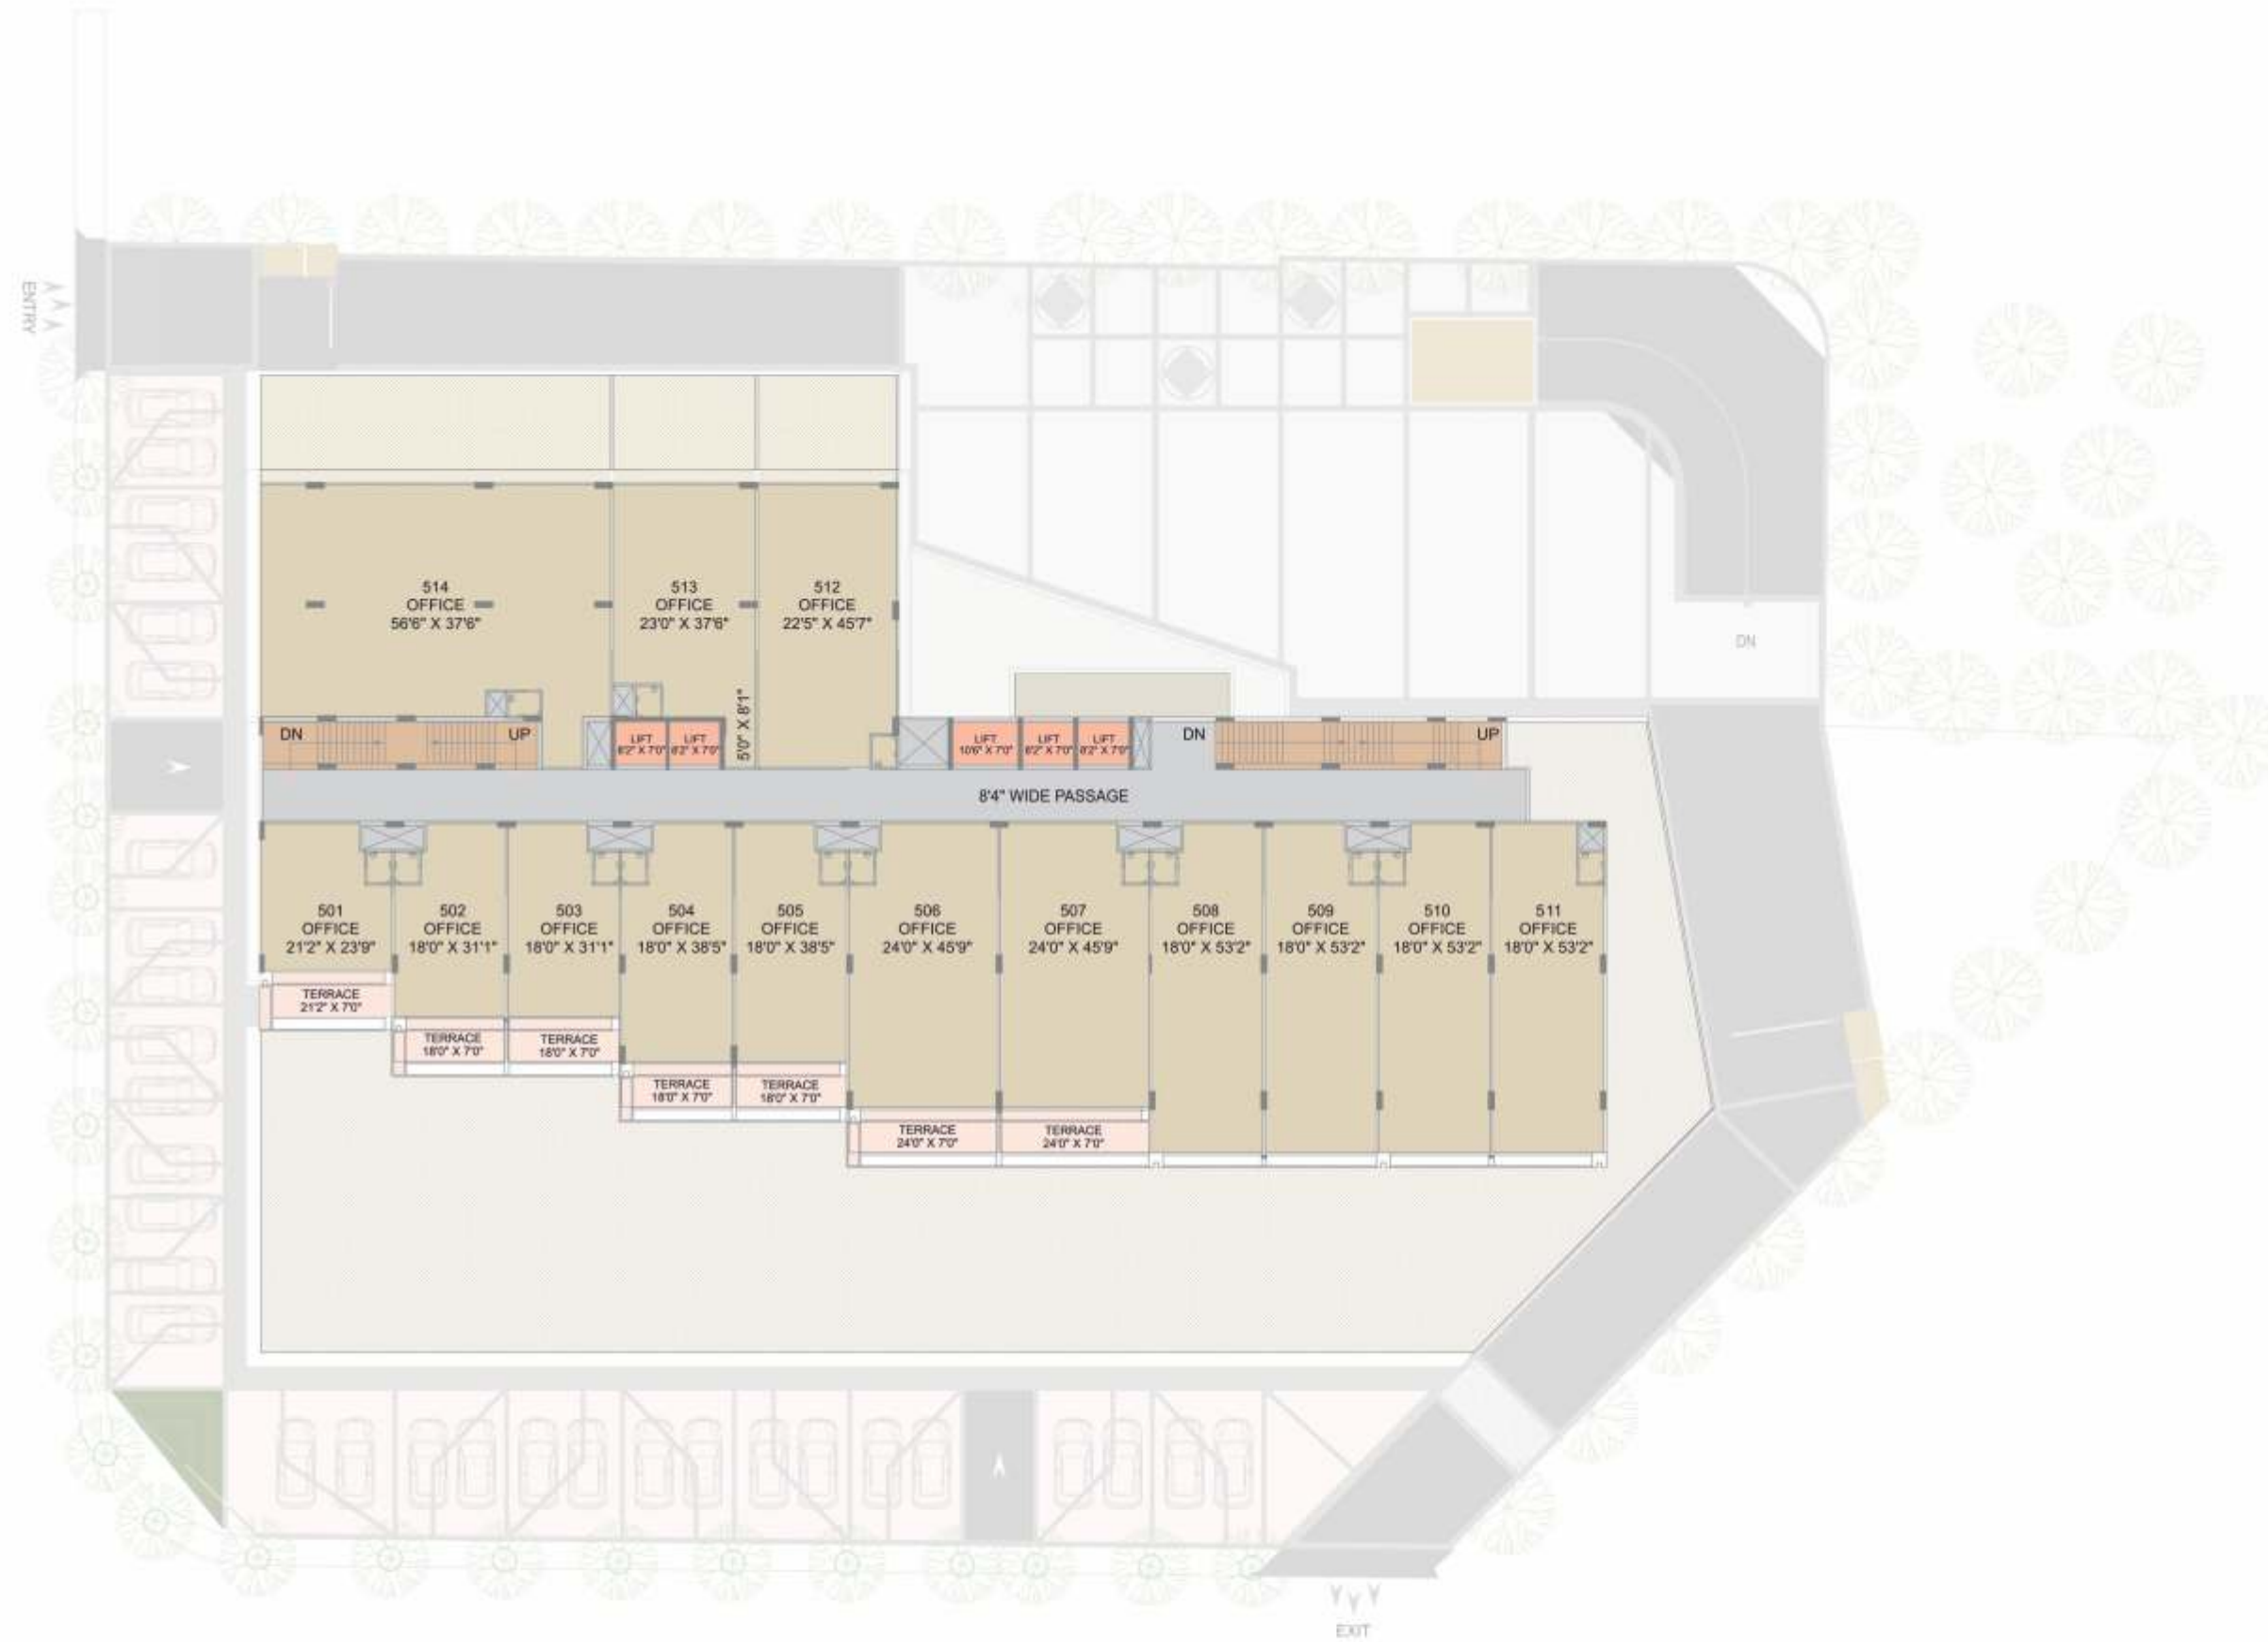 ENTRY
514
OFFICE
56'6" X 37'6"
513
OFFICE
23'0" X 37'6"
512
OFFICE
22'5" X 45'7"
DN
5'0" X 8'1"
DN
UP
LIFT
6'2" X 7'0"
LIFT
6'2" X 7'0"
LIFT
10'6" X 7'0"
LIFT
6'2" X 7'0"
LIFT
8'2" X 7'0"
DN
UP
8'4" WIDE PASSAGE
501
OFFICE
21'2" X 23'9"
502
OFFICE
18'0" X 31'1"
503
OFFICE
18'0" X 31'1"
504
OFFICE
18'0" X 38'5"
505
OFFICE
18'0" X 38'5"
506
OFFICE
24'0" X 45'9"
507
OFFICE
24'0" X 45'9"
508
OFFICE
18'0" X 53'2"
509
OFFICE
18'0" X 53'2"
510
OFFICE
18'0" X 53'2"
511
OFFICE
18'0" X 53'2"
TERRACE
21'2" X 7'0"
TERRACE
18'0" X 7'0"
TERRACE
18'0" X 7'0"
TERRACE
18'0" X 7'0"
TERRACE
18'0" X 7'0"
TERRACE
24'0" X 7'0"
TERRACE
24'0" X 7'0"
EXIT